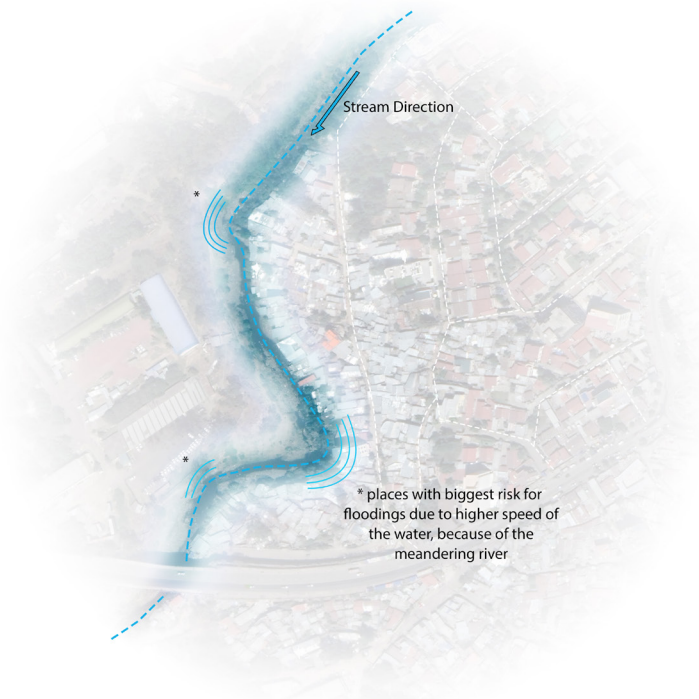 Stream Direction
*
*
* places with biggest risk for
floodings due to higher speed of
the water, because of the
meandering river